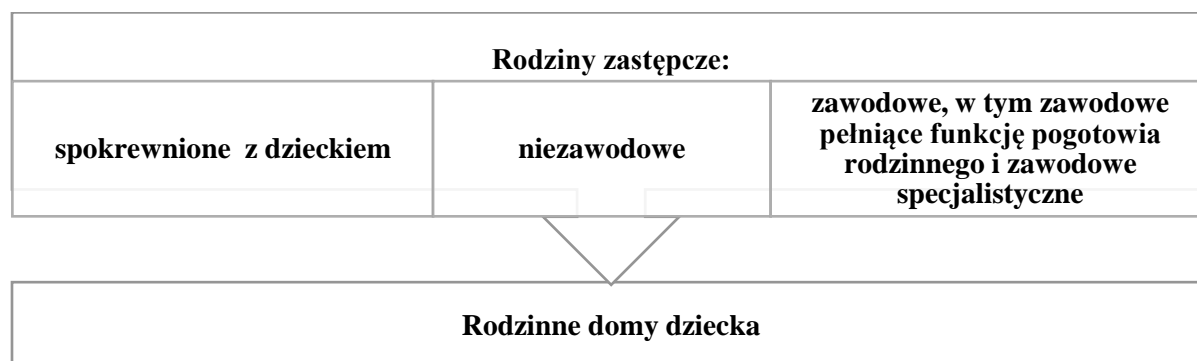 Rodziny zastępcze:
spokrewnione z dzieckiem
niezawodowe
zawodowe, w tym zawodowe
pełniące funkcję pogotowia
rodzinnego i zawodowe
specjalistyczne
Rodzinne domy dziecka